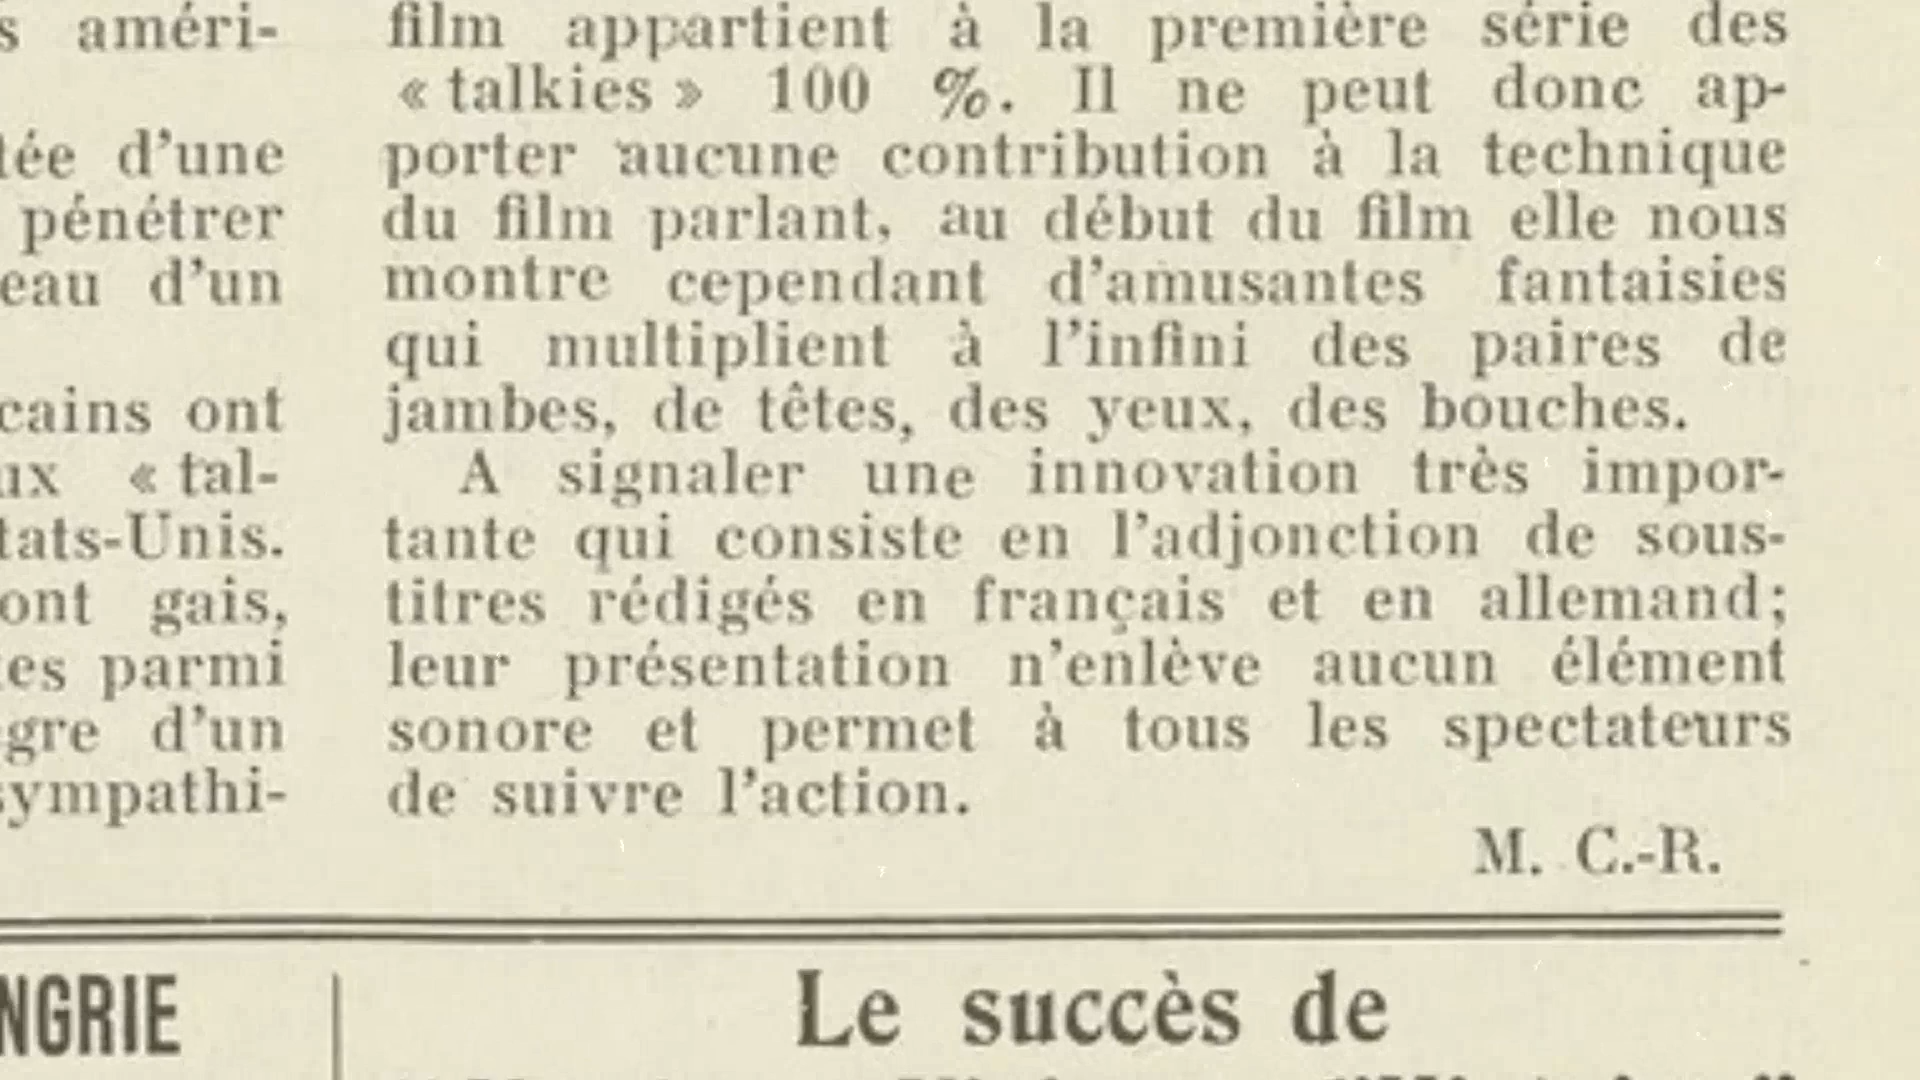 s améri-
lée d'une
pénétrer
eau d'un
cains ont
ux « tal-
tats-Unis.
ont gais,
es parmi
gre d'un
sympathi-
film appartient à la première série des
« talkies » 100 %. Il ne peut donc ap-
porter aucune contribution à la technique
du film parlant, au début du film elle nous
montre cependant d'amusantes fantaisies
qui multiplient à l'infini des paires de
jambes, de têtes, des yeux, des bouches.
A signaler une innovation très impor-
tante qui consiste en l'adjonction de sous-
titres rédigés en français et en allemand;
leur présentation n'enlève aucun élément
sonore et permet à tous les spectateurs
de suivre l'action.
M. C.-R.
NGRIE
Le succès de